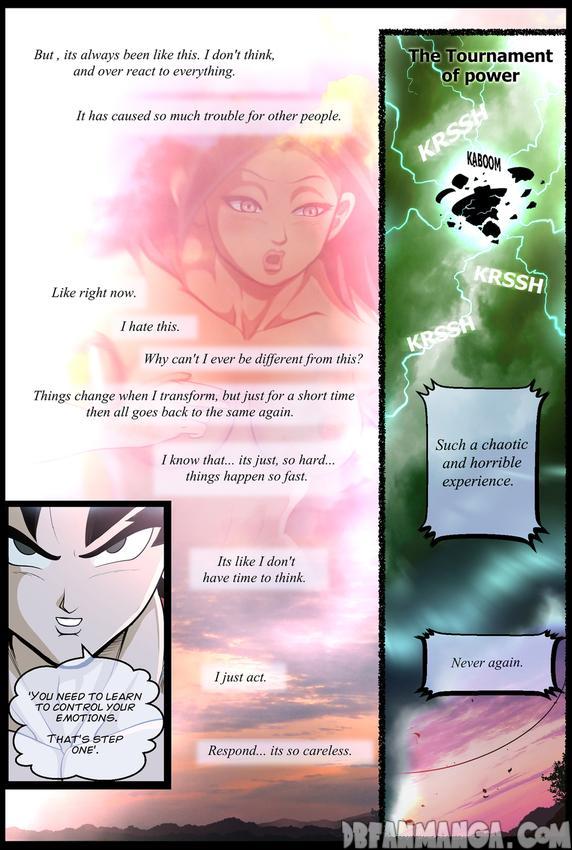 But , its always been like this. I don't think,
and over react to everything.
It has caused so much trouble for other people.
Like right now.
I hate this.
Why can't I ever be different from this?
Things change when I transform, but just for a short time
then all goes back to the same again.
I know that... its just, so hard...
things happen so fast.
Its like I don't
have time to think.
I just act.
Respond... its so careless.
'YOU NEED TO LEARN
TO CONTROL YOUR
EMOTIONS.
THAT'S STEP
ONE'.
The Tournament
of power
KRSSH
KABOOM
KRSSH
KRSSH
Such a chaotic
and horrible
experience.
Never again.
DBFANMANGA.COM